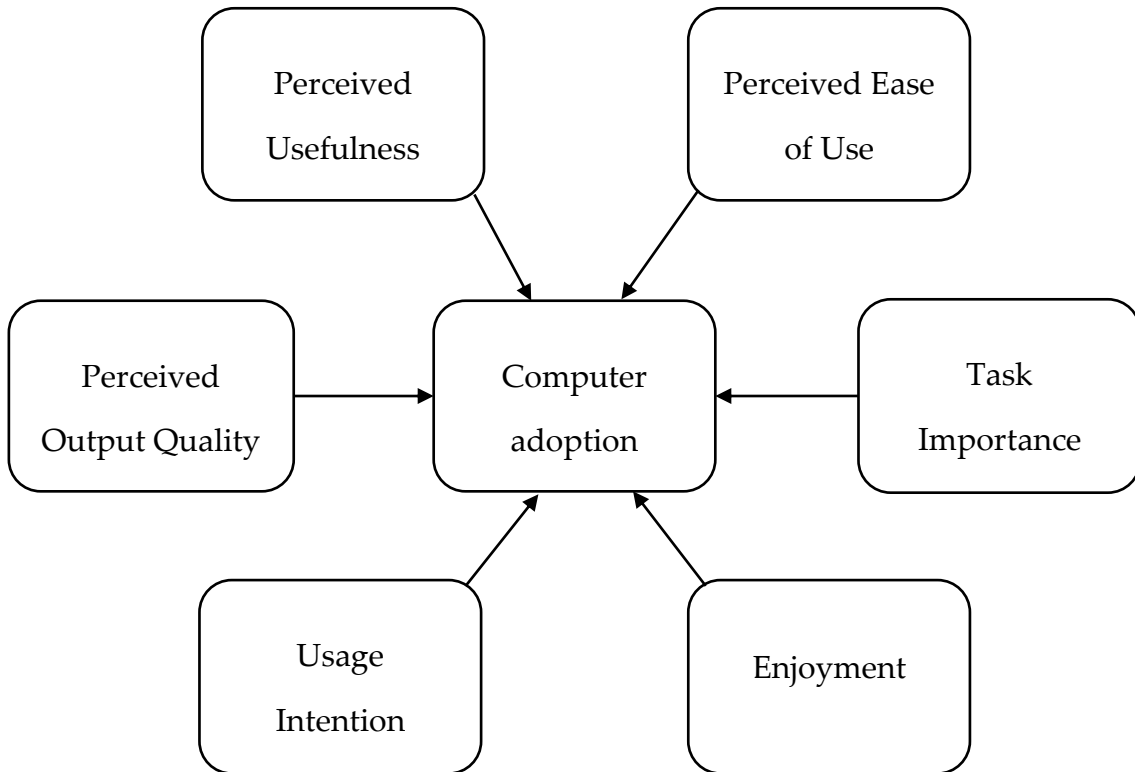 Perceived
Usefulness
Perceived Ease
of Use
Perceived
Output Quality
Computer
adoption
Task
Importance
Usage
Intention
Enjoyment